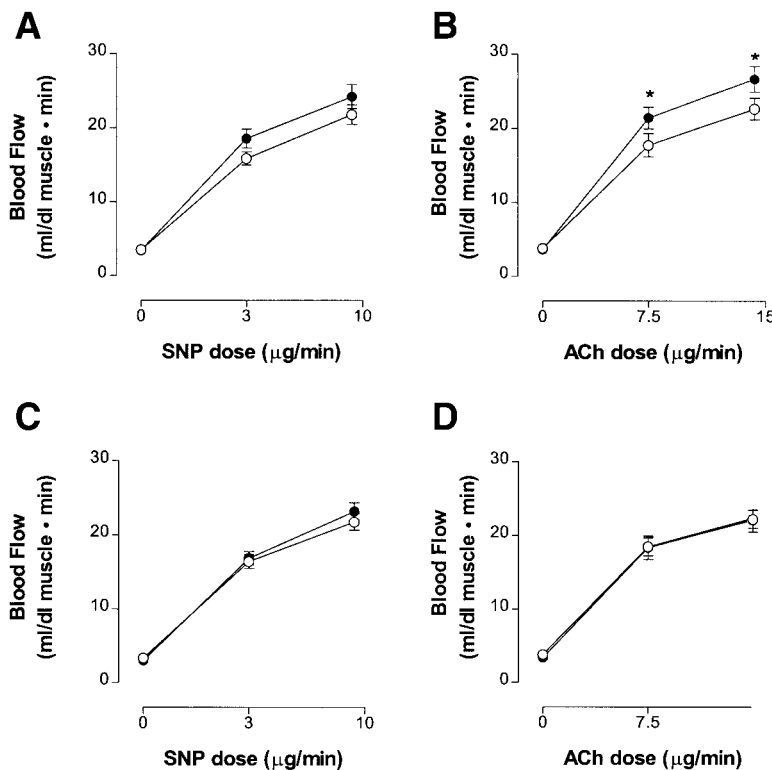 A
30
20
10
0
Blood Flow
(ml/dl muscle • min)
0 3 10
SNP dose (μg/min)
B
30
20
10
0
Blood Flow
(ml/dl muscle • min)
* *
0 7.5 15
ACh dose (μg/min)
C
30
20
10
0
Blood Flow
(ml/dl muscle • min)
0 3 10
SNP dose (μg/min)
D
30
20
10
0
Blood Flow
(ml/dl muscle • min)
0 7.5
ACh dose (μg/min)